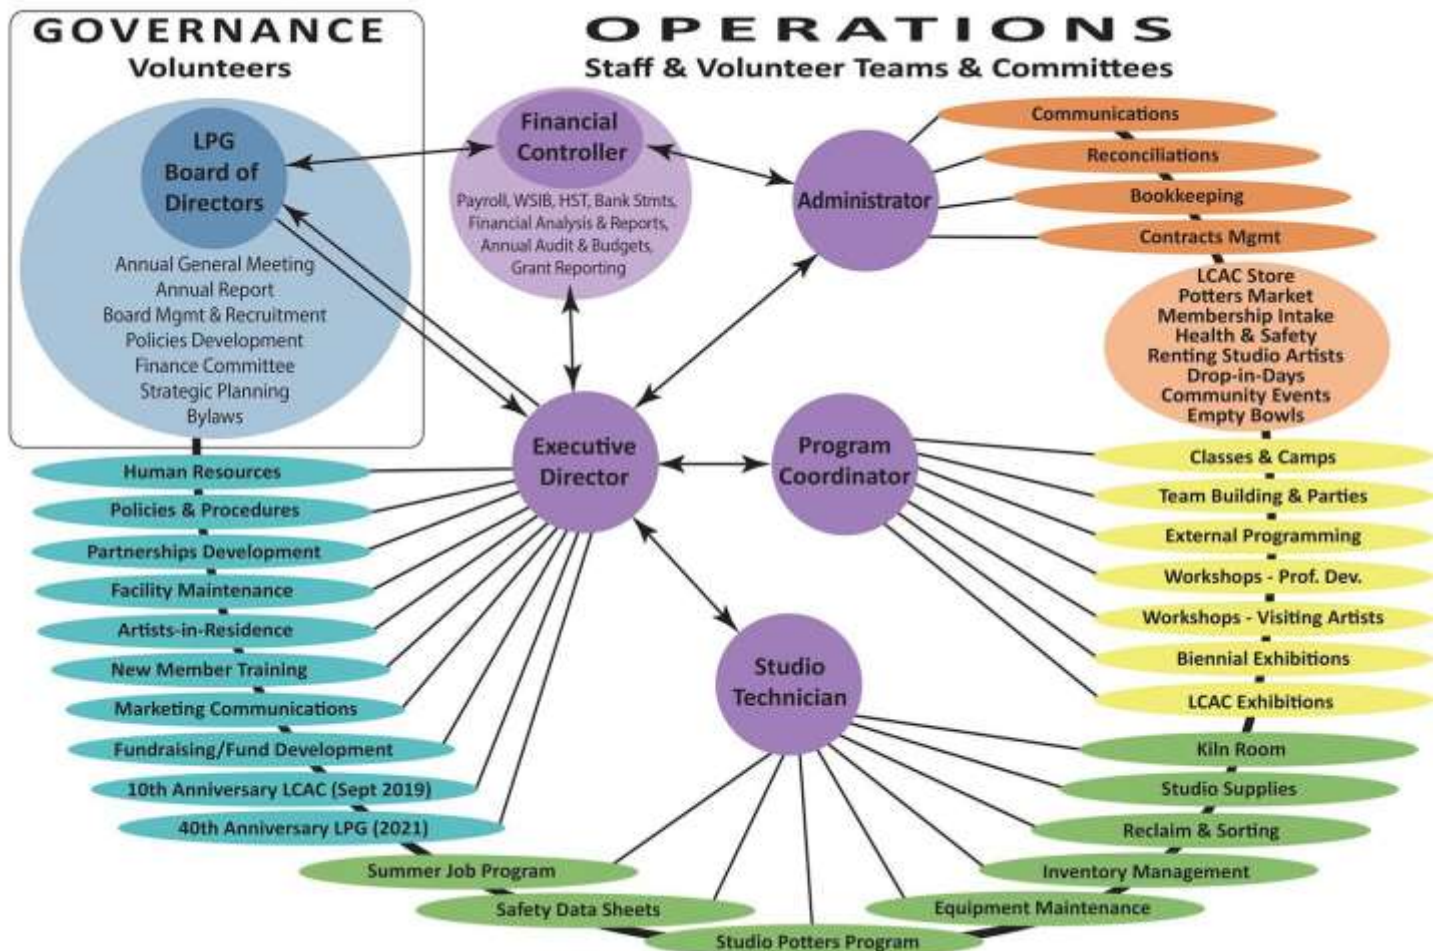 GOVERNANCE
Volunteers
LPG
Board of
Directors
Annual General Meeting
Annual Report
Board Mgmt & Recruitment
Policies Development
Finance Committee
Strategic Planning
Bylaws
OPERATIONS
Staff & Volunteer Teams & Committees
Financial
Controller
Payroll, WSIB, HST, Bank Stmts,
Financial Analysis & Reports,
Annual Audit & Budgets,
Grant Reporting
Administrator
Communications
Reconciliations
Bookkeeping
Contracts Mgmt
LCAC Store
Potters Market
Membership Intake
Health & Safety
Renting Studio Artists
Drop-in-Days
Community Events
Empty Bowls
Executive
Director
Human Resources
Policies & Procedures
Partnerships Development
Facility Maintenance
Artists-in-Residence
New Member Training
Marketing Communications
Fundraising/Fund Development
10th Anniversary LCAC (Sept 2019)
40th Anniversary LPG (2021)
Program
Coordinator
Classes & Camps
Team Building & Parties
External Programming
Workshops - Prof. Dev.
Workshops - Visiting Artists
Biennial Exhibitions
LCAC Exhibitions
Studio
Technician
Kiln Room
Studio Supplies
Reclaim & Sorting
Inventory Management
Equipment Maintenance
Studio Potters Program
Safety Data Sheets
Summer Job Program